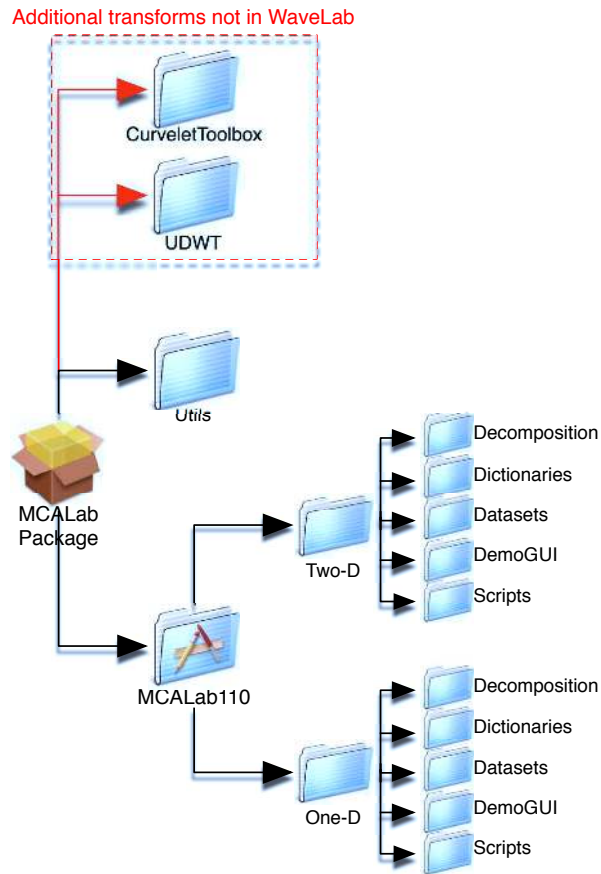 Additional transforms not in WaveLab
CurveletToolbox
UDWT
Utils
MCALab
Package
MCALab110
Two-D
Decomposition
Dictionaries
Datasets
DemoGUI
Scripts
One-D
Decomposition
Dictionaries
Datasets
DemoGUI
Scripts